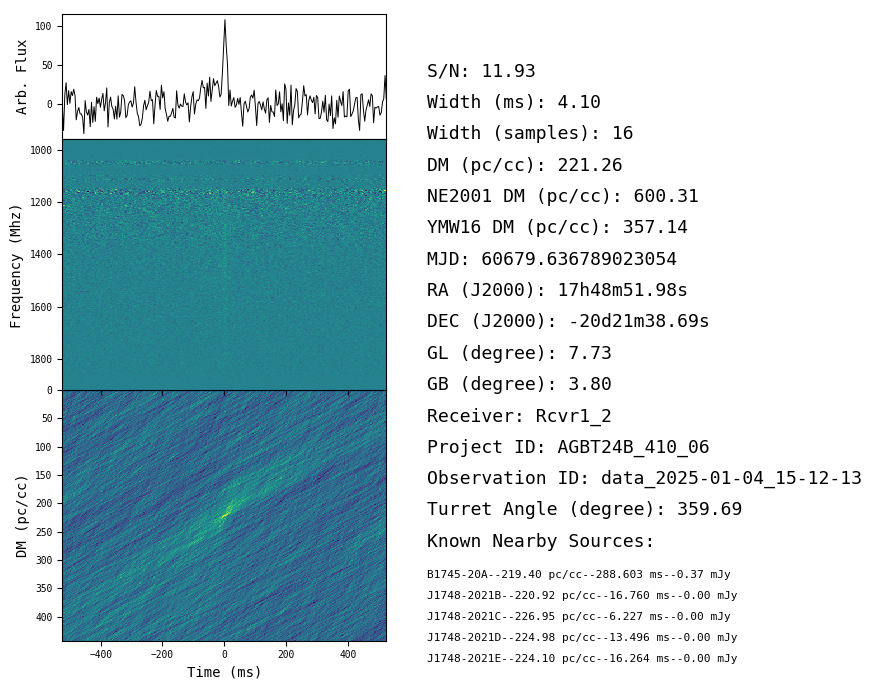 100
50
0
Arb. Flux
1000
1200
1400
1600
1800
Frequency (Mhz)
0
50
100
150
200
250
300
350
400
DM (pc/cc)
−400
−200
0
200
400
Time (ms)
S/N: 11.93
Width (ms): 4.10
Width (samples): 16
DM (pc/cc): 221.26
NE2001 DM (pc/cc): 600.31
YMW16 DM (pc/cc): 357.14
MJD: 60679.636789023054
RA (J2000): 17h48m51.98s
DEC (J2000): -20d21m38.69s
GL (degree): 7.73
GB (degree): 3.80
Receiver: Rcvr1_2
Project ID: AGBT24B_410_06
Observation ID: data_2025-01-04_15-12-13
Turret Angle (degree): 359.69
Known Nearby Sources:
B1745-20A--219.40 pc/cc--288.603 ms--0.37 mJy
J1748-2021B--220.92 pc/cc--16.760 ms--0.00 mJy
J1748-2021C--226.95 pc/cc--6.227 ms--0.00 mJy
J1748-2021D--224.98 pc/cc--13.496 ms--0.00 mJy
J1748-2021E--224.10 pc/cc--16.264 ms--0.00 mJy